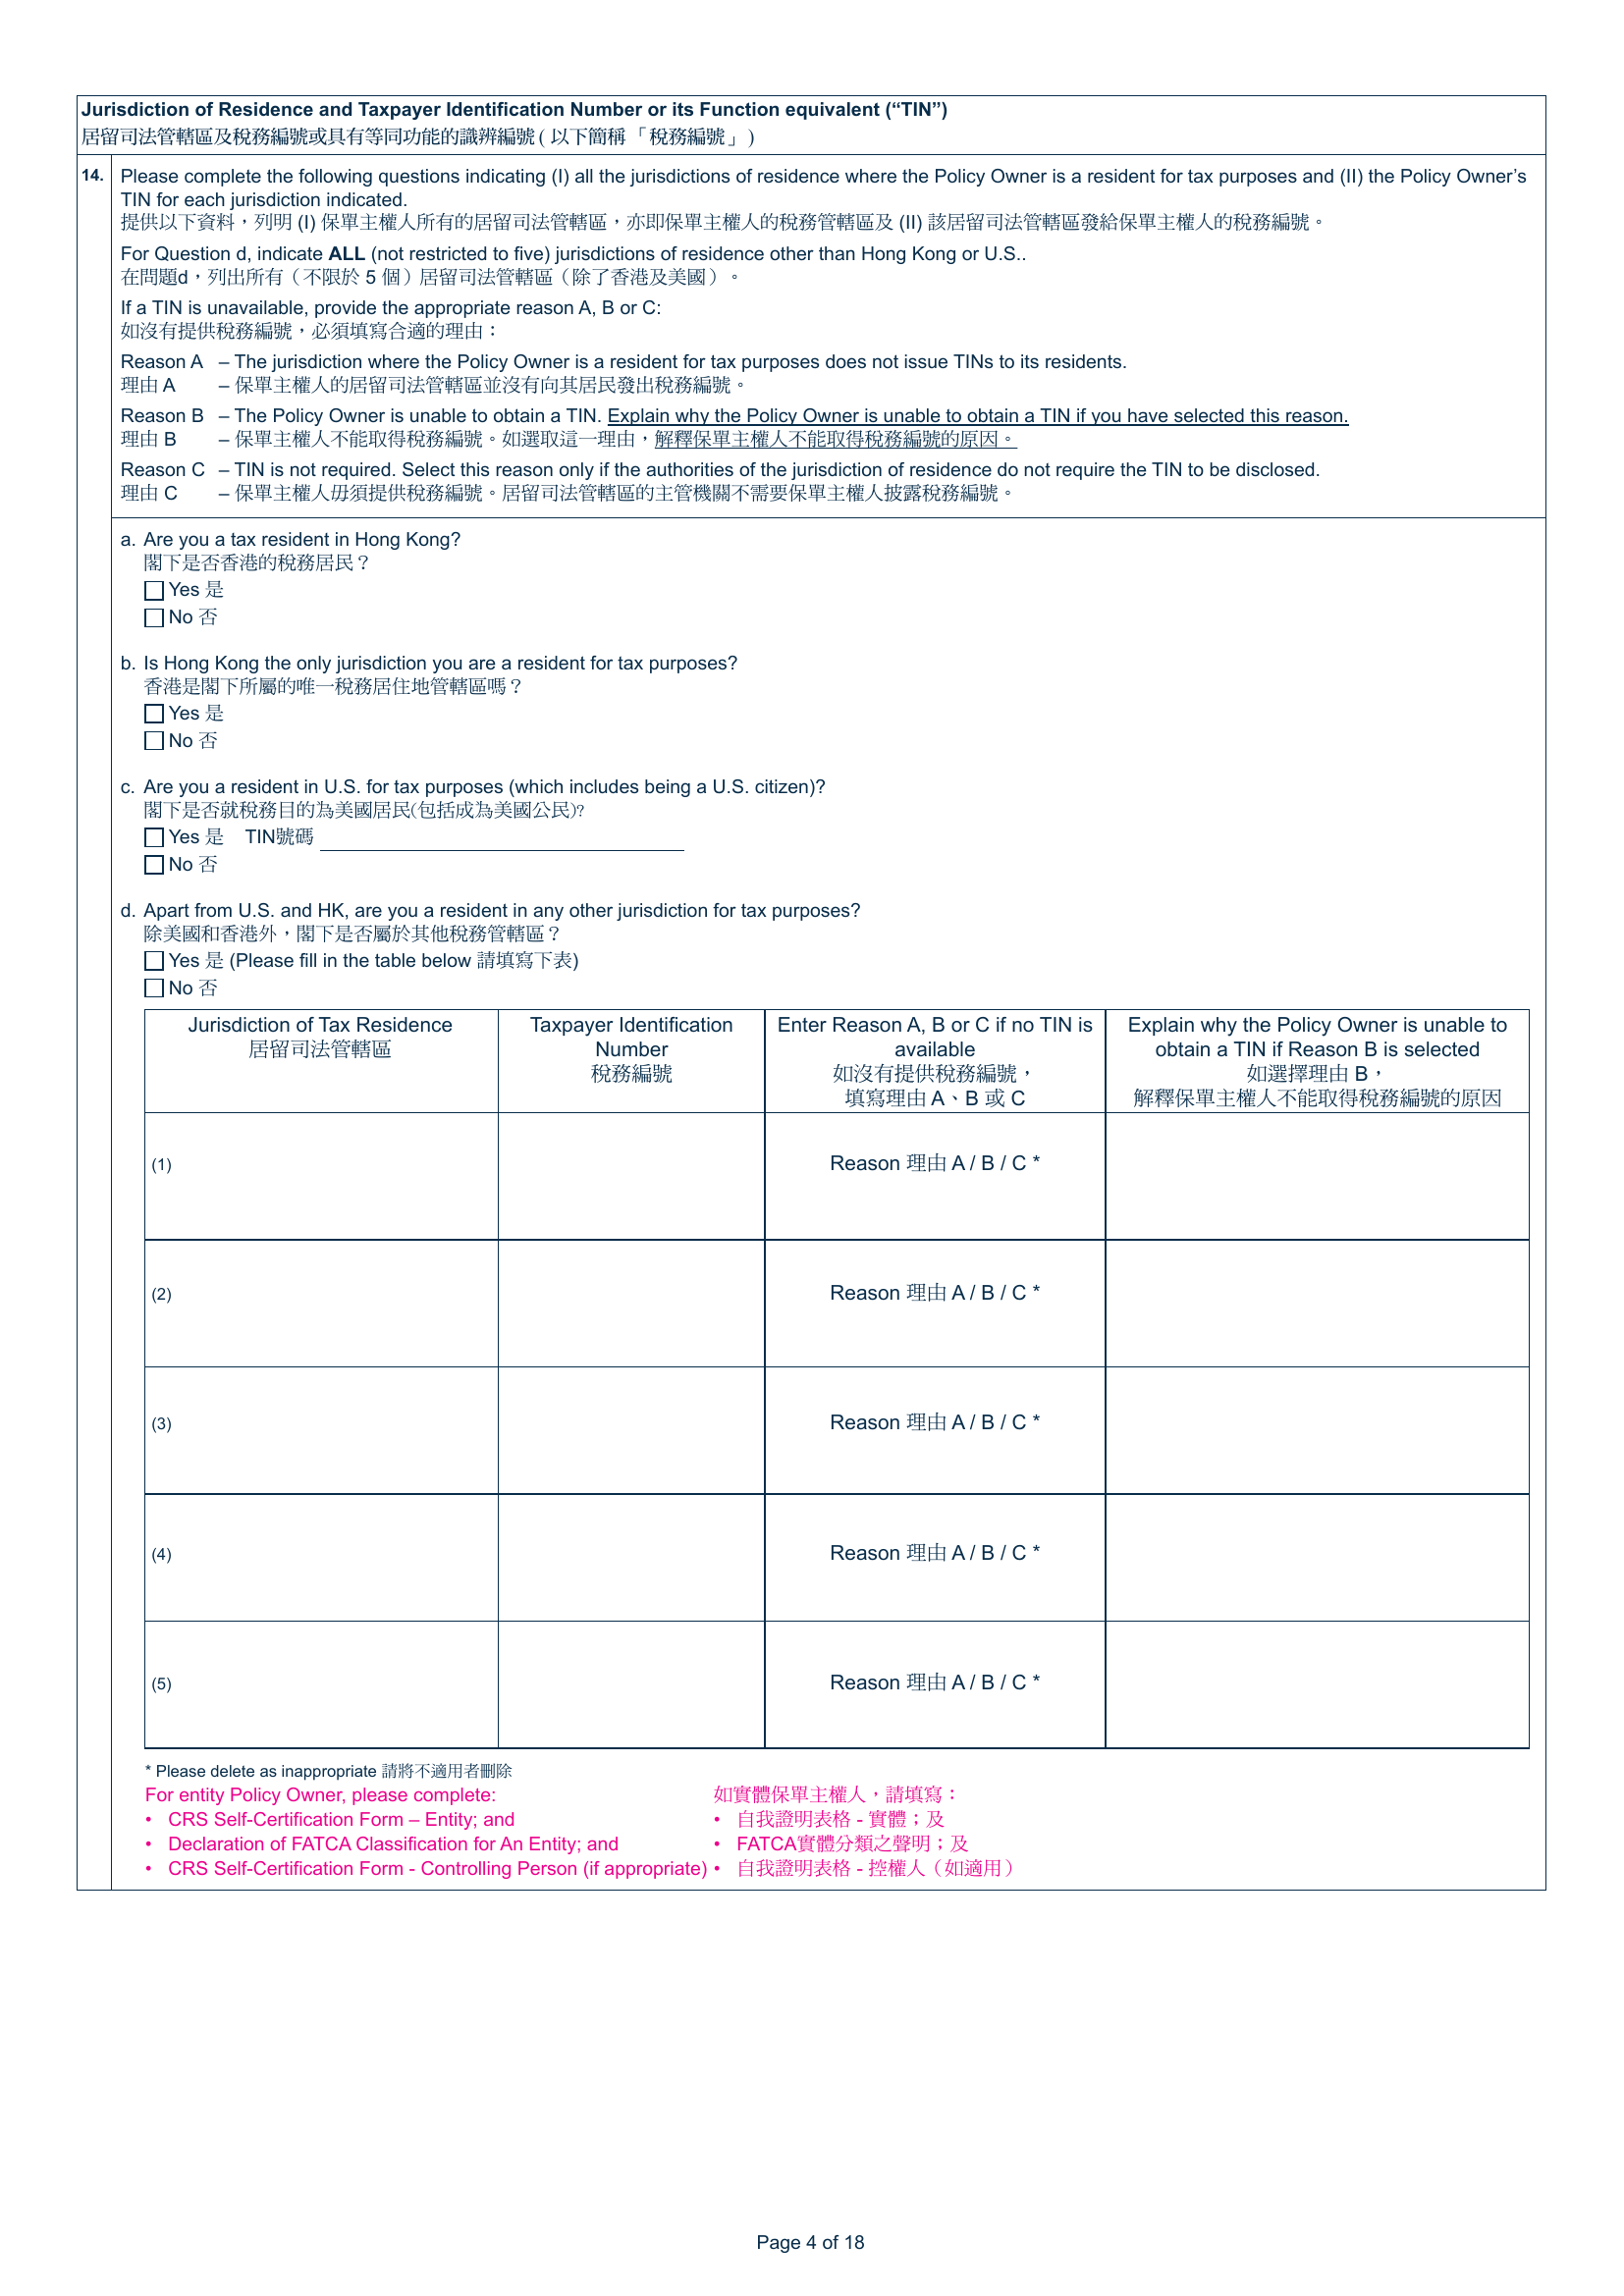 Jurisdiction of Residence and Taxpayer Identification Number or its Function equivalent (“TIN”)
居留司法管轄區及稅務編號或具有等同功能的識辨編號 ( 以下簡稱 「 稅務編號 」 )
14. Please complete the following questions indicating (I) all the jurisdictions of residence where the Policy Owner is a resident for tax purposes and (II) the Policy Owner’s
TIN for each jurisdiction indicated.
提供以下資料，列明 (I) 保單主權人所有的居留司法管轄區，亦即保單主權人的稅務管轄區及 (II) 該居留司法管轄區發給保單主權人的稅務編號。
For Question d, indicate ALL (not restricted to five) jurisdictions of residence other than Hong Kong or U.S..
在問題d，列出所有（不限於 5 個）居留司法管轄區（除了香港及美國）。
If a TIN is unavailable, provide the appropriate reason A, B or C:
如沒有提供稅務編號，必須填寫合適的理由：
Reason A – The jurisdiction where the Policy Owner is a resident for tax purposes does not issue TINs to its residents.
理由 A – 保單主權人的居留司法管轄區並沒有向其居民發出稅務編號。
Reason B – The Policy Owner is unable to obtain a TIN. Explain why the Policy Owner is unable to obtain a TIN if you have selected this reason.
理由 B – 保單主權人不能取得稅務編號。如選取這一理由，解釋保單主權人不能取得稅務編號的原因。
Reason C – TIN is not required. Select this reason only if the authorities of the jurisdiction of residence do not require the TIN to be disclosed.
理由 C – 保單主權人毋須提供稅務編號。居留司法管轄區的主管機關不需要保單主權人披露稅務編號。
a. Are you a tax resident in Hong Kong?
閣下是否香港的稅務居民？
Yes 是
No 否
b. Is Hong Kong the only jurisdiction you are a resident for tax purposes?
香港是閣下所屬的唯一稅務居住地管轄區嗎？
Yes 是
No 否
c. Are you a resident in U.S. for tax purposes (which includes being a U.S. citizen)?
閣下是否就稅務目的為美國居民(包括成為美國公民)?
Yes 是 TIN號碼
No 否
d. Apart from U.S. and HK, are you a resident in any other jurisdiction for tax purposes?
除美國和香港外，閣下是否屬於其他稅務管轄區？
Yes 是 (Please fill in the table below 請填寫下表)
No 否
Jurisdiction of Tax Residence
居留司法管轄區
Taxpayer Identification
Number
稅務編號
Enter Reason A, B or C if no TIN is
available
如沒有提供稅務編號，
填寫理由 A、B 或 C
Explain why the Policy Owner is unable to
obtain a TIN if Reason B is selected
如選擇理由 B，
解釋保單主權人不能取得稅務編號的原因
(1) Reason 理由 A / B / C *
(2) Reason 理由 A / B / C *
(3) Reason 理由 A / B / C *
(4) Reason 理由 A / B / C *
(5) Reason 理由 A / B / C *
* Please delete as inappropriate 請將不適用者刪除
For entity Policy Owner, please complete:
• CRS Self-Certification Form – Entity; and
• Declaration of FATCA Classification for An Entity; and
• CRS Self-Certification Form - Controlling Person (if appropriate)
如實體保單主權人，請填寫：
• 自我證明表格 - 實體；及
• FATCA實體分類之聲明；及
• 自我證明表格 - 控權人（如適用）
Page 4 of 18